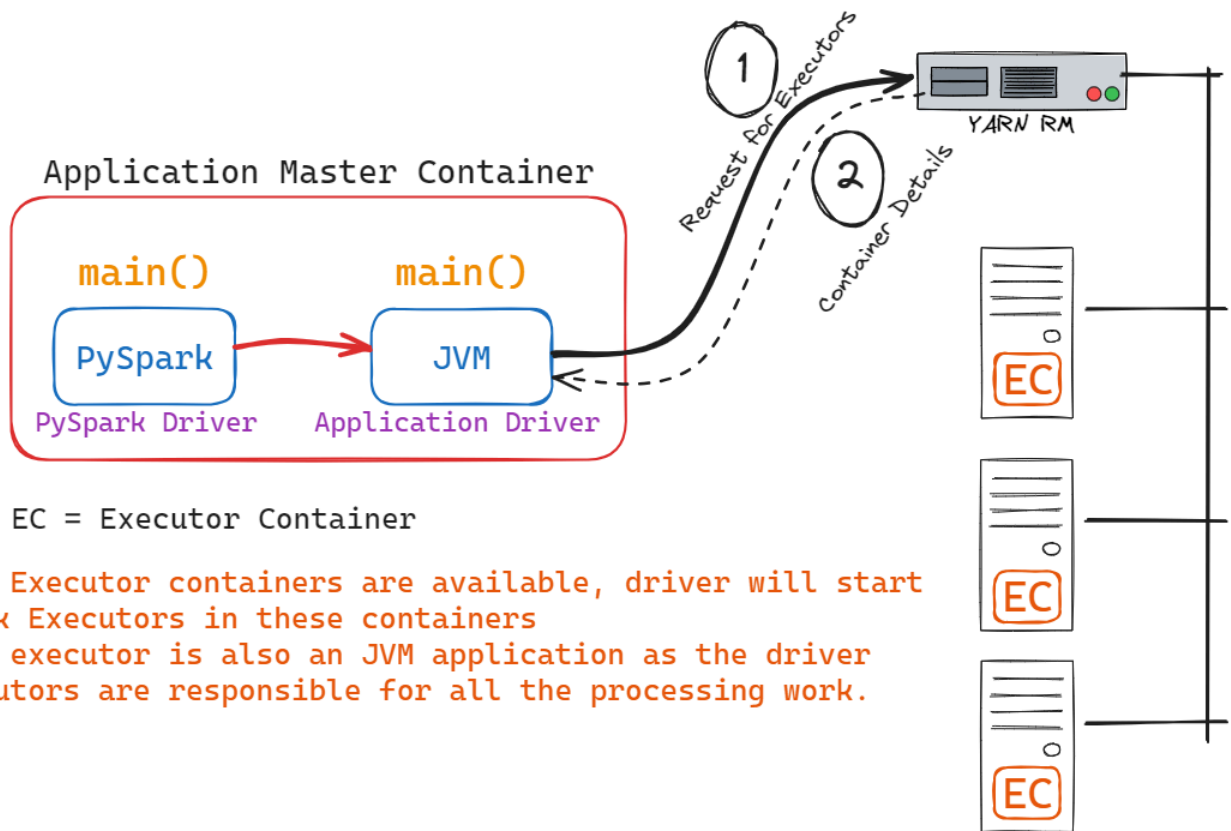 1
Request for Executors
YARN RM
2
Container Details
Application Master Container
main()
main()
PySpark
JVM
PySpark Driver
Application Driver
EC
EC
EC
EC = Executor Container
Executor containers are available, driver will start
Executors in these containers
executor is also an JVM application as the driver
are responsible for all the processing work.